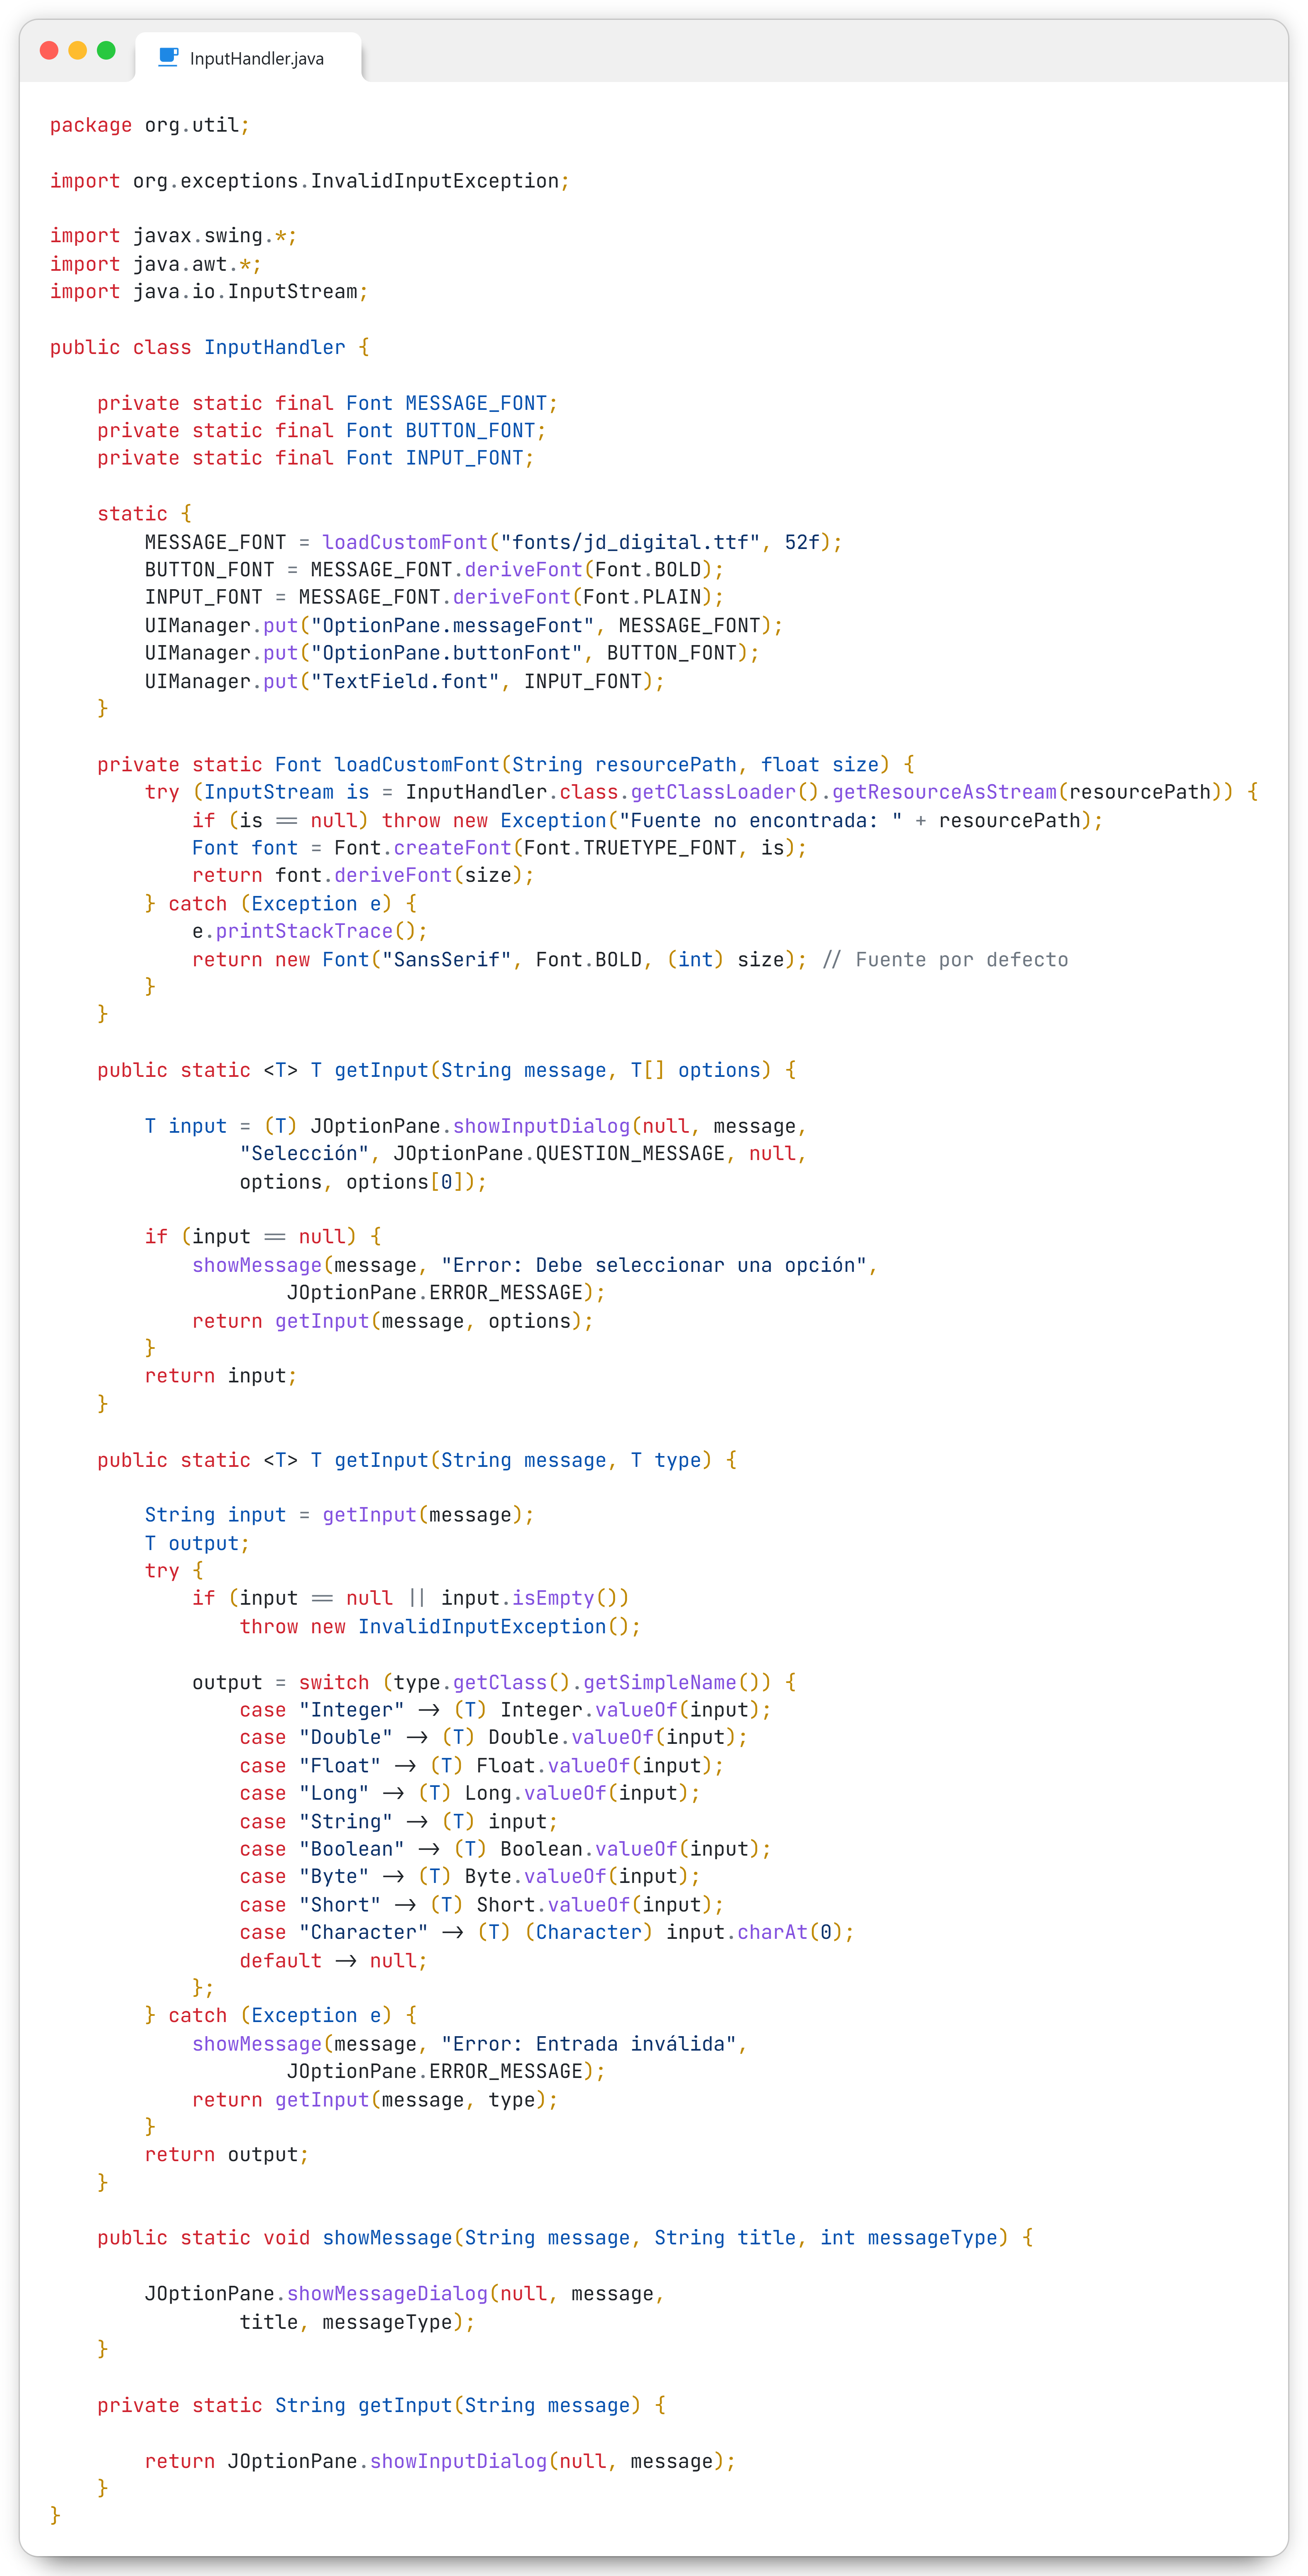 InputHandler.java
package org.util;
import org.exceptions.InvalidInputException;
import javax.swing.*;
import java.awt.*;
import java.io.InputStream;
public class InputHandler {
    private static final Font MESSAGE_FONT;
    private static final Font BUTTON_FONT;
    private static final Font INPUT_FONT;
    static {
        MESSAGE_FONT = loadCustomFont("fonts/jd_digital.ttf", 52f);
        BUTTON_FONT = MESSAGE_FONT.deriveFont(Font.BOLD);
        INPUT_FONT = MESSAGE_FONT.deriveFont(Font.PLAIN);
        UIManager.put("OptionPane.messageFont", MESSAGE_FONT);
        UIManager.put("OptionPane.buttonFont", BUTTON_FONT);
        UIManager.put("TextField.font", INPUT_FONT);
    }
    private static Font loadCustomFont(String resourcePath, float size) {
        try (InputStream is = InputHandler.class.getClassLoader().getResourceAsStream(resourcePath)) {
            if (is == null) throw new Exception("Fuente no encontrada: " + resourcePath);
            Font font = Font.createFont(Font.TRUETYPE_FONT, is);
            return font.deriveFont(size);
        } catch (Exception e) {
            e.printStackTrace();
            return new Font("SansSerif", Font.BOLD, (int) size); // Fuente por defecto
        }
    }
    public static <T> T getInput(String message, T[] options) {
        T input = (T) JOptionPane.showInputDialog(null, message,
                "Selección", JOptionPane.QUESTION_MESSAGE, null,
                options, options[0]);
        if (input == null) {
            showMessage(message, "Error: Debe seleccionar una opción",
                    JOptionPane.ERROR_MESSAGE);
            return getInput(message, options);
        }
        return input;
    }
    public static <T> T getInput(String message, T type) {
        String input = getInput(message);
        T output;
        try {
            if (input == null || input.isEmpty())
                throw new InvalidInputException();
            output = switch (type.getClass().getSimpleName()) {
                case "Integer" -> (T) Integer.valueOf(input);
                case "Double" -> (T) Double.valueOf(input);
                case "Float" -> (T) Float.valueOf(input);
                case "Long" -> (T) Long.valueOf(input);
                case "String" -> (T) input;
                case "Boolean" -> (T) Boolean.valueOf(input);
                case "Byte" -> (T) Byte.valueOf(input);
                case "Short" -> (T) Short.valueOf(input);
                case "Character" -> (T) (Character) input.charAt(0);
                default -> null;
            };
        } catch (Exception e) {
            showMessage(message, "Error: Entrada inválida",
                    JOptionPane.ERROR_MESSAGE);
            return getInput(message, type);
        }
        return output;
    }
    public static void showMessage(String message, String title, int messageType) {
        JOptionPane.showMessageDialog(null, message,
                title, messageType);
    }
    private static String getInput(String message) {
        return JOptionPane.showInputDialog(null, message);
    }
}